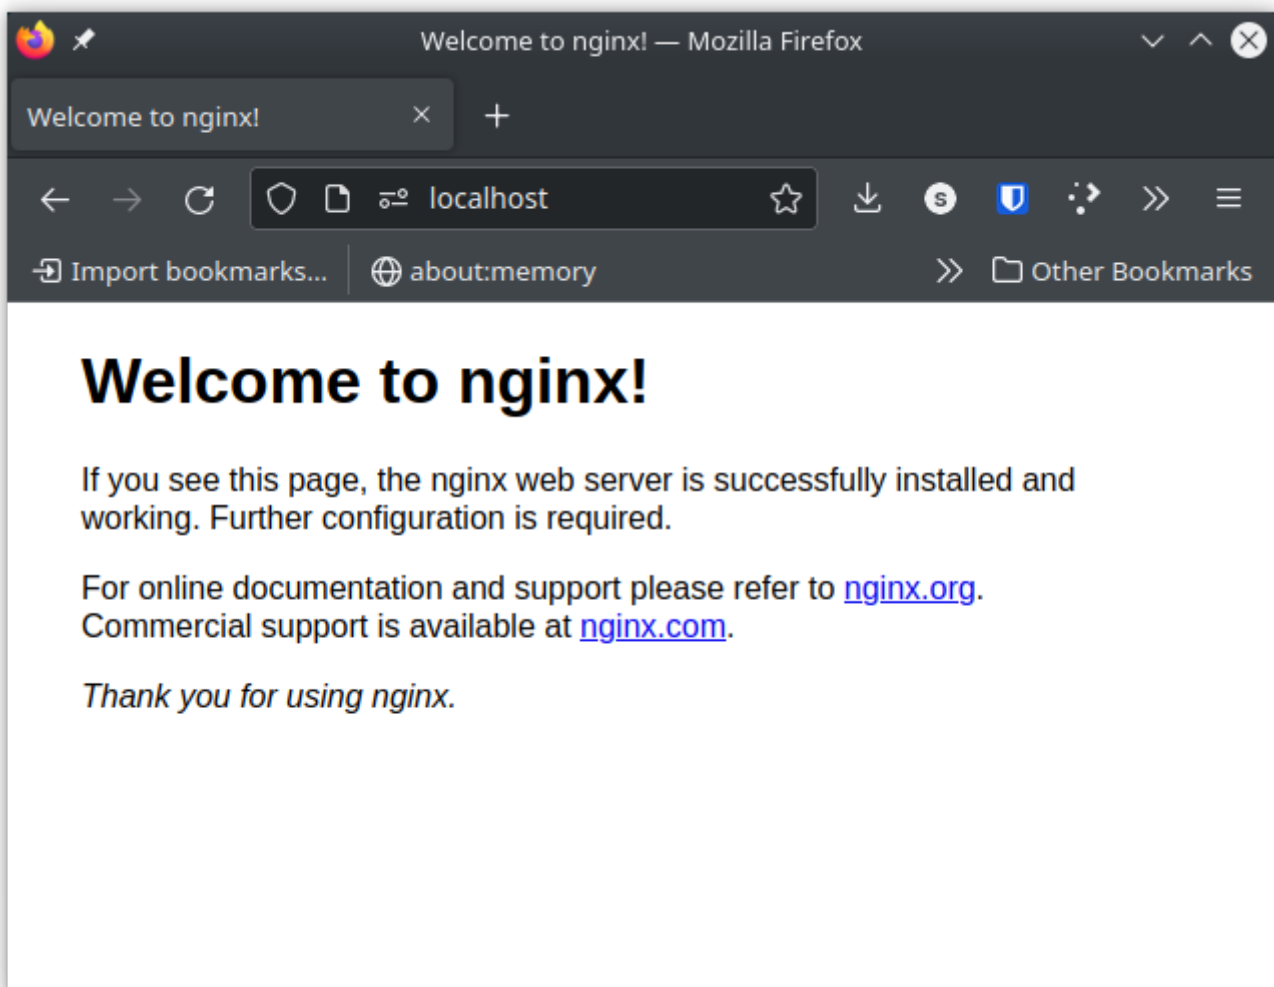 Welcome to nginx! — Mozilla Firefox
Welcome to nginx!
localhost
S
Import bookmarks...
about:memory
Other Bookmarks
Welcome to nginx!
If you see this page, the nginx web server is successfully installed and
working. Further configuration is required.
For online documentation and support please refer to nginx.org.
Commercial support is available at nginx.com.
Thank you for using nginx.